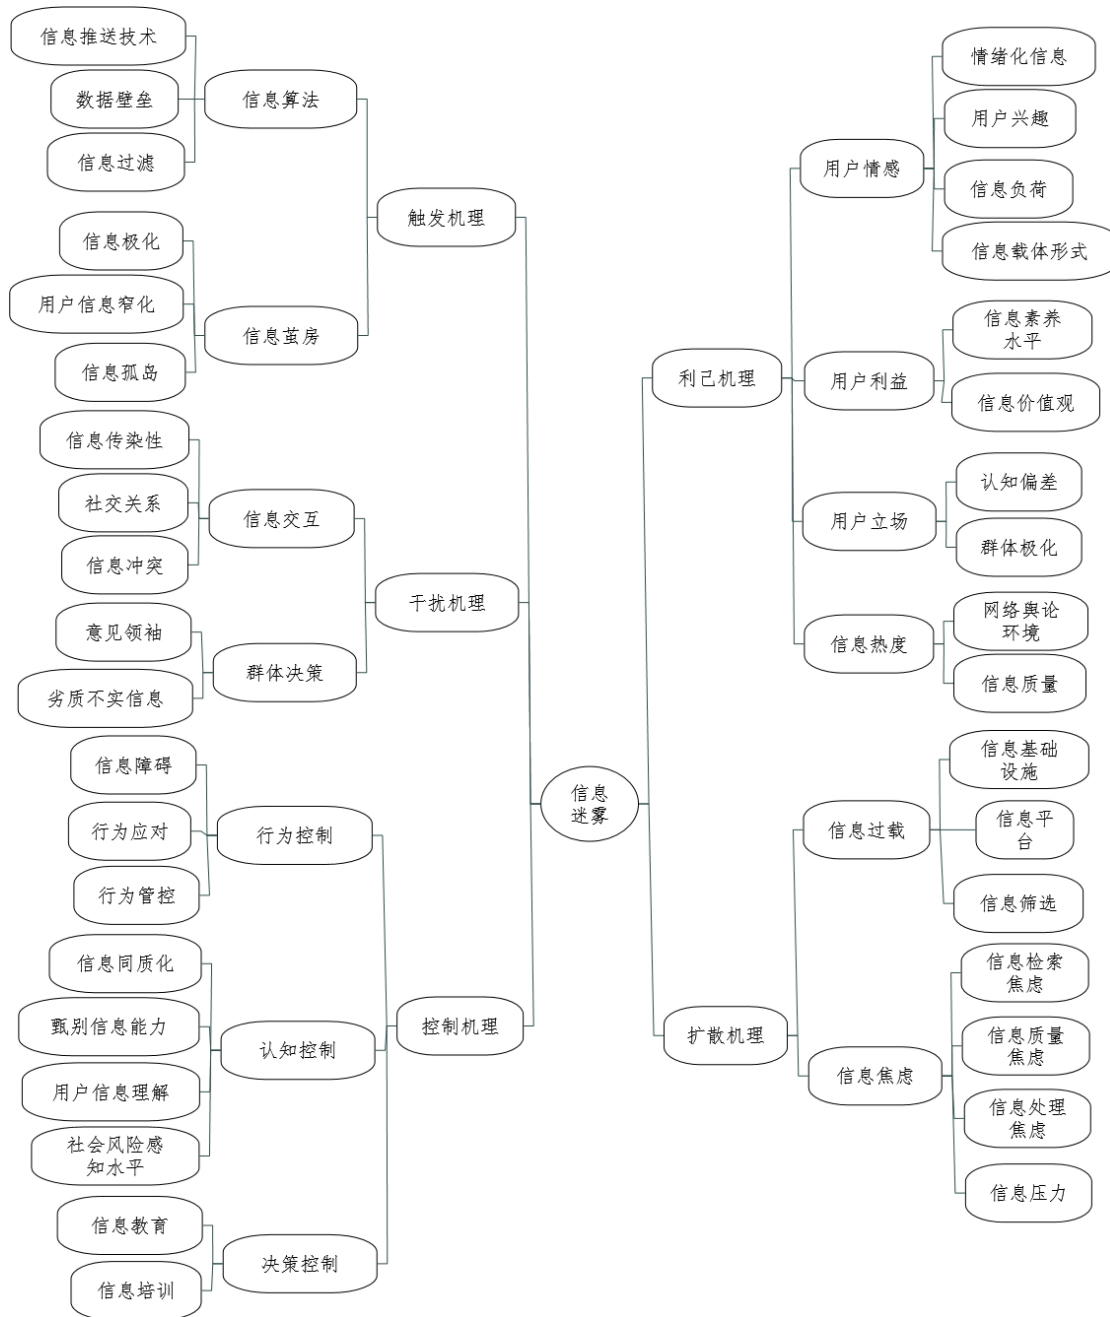 信息推送技术
数据壁垒
信息过滤
信息算法
信息极化
用户信息窄化
信息孤岛
信息茧房
触发机理
信息传染性
社交关系
信息冲突
信息交互
意见领袖
劣质不实信息
群体决策
干扰机理
信息障碍
行为应对
行为管控
行为控制
信息同质化
甄别信息能力
用户信息理解
社会风险感
知水平
认知控制
信息教育
信息培训
决策控制
控制机理
信息
迷雾
利己机理
用户情感
情绪化信息
用户兴趣
信息负荷
信息载体形式
用户利益
信息素养
水平
信息价值观
用户立场
认知偏差
群体极化
信息热度
网络舆论
环境
信息质量
扩散机理
信息过载
信息基础
设施
信息平
台
信息筛选
信息焦虑
信息检索
焦虑
信息质量
焦虑
信息处理
焦虑
信息压力